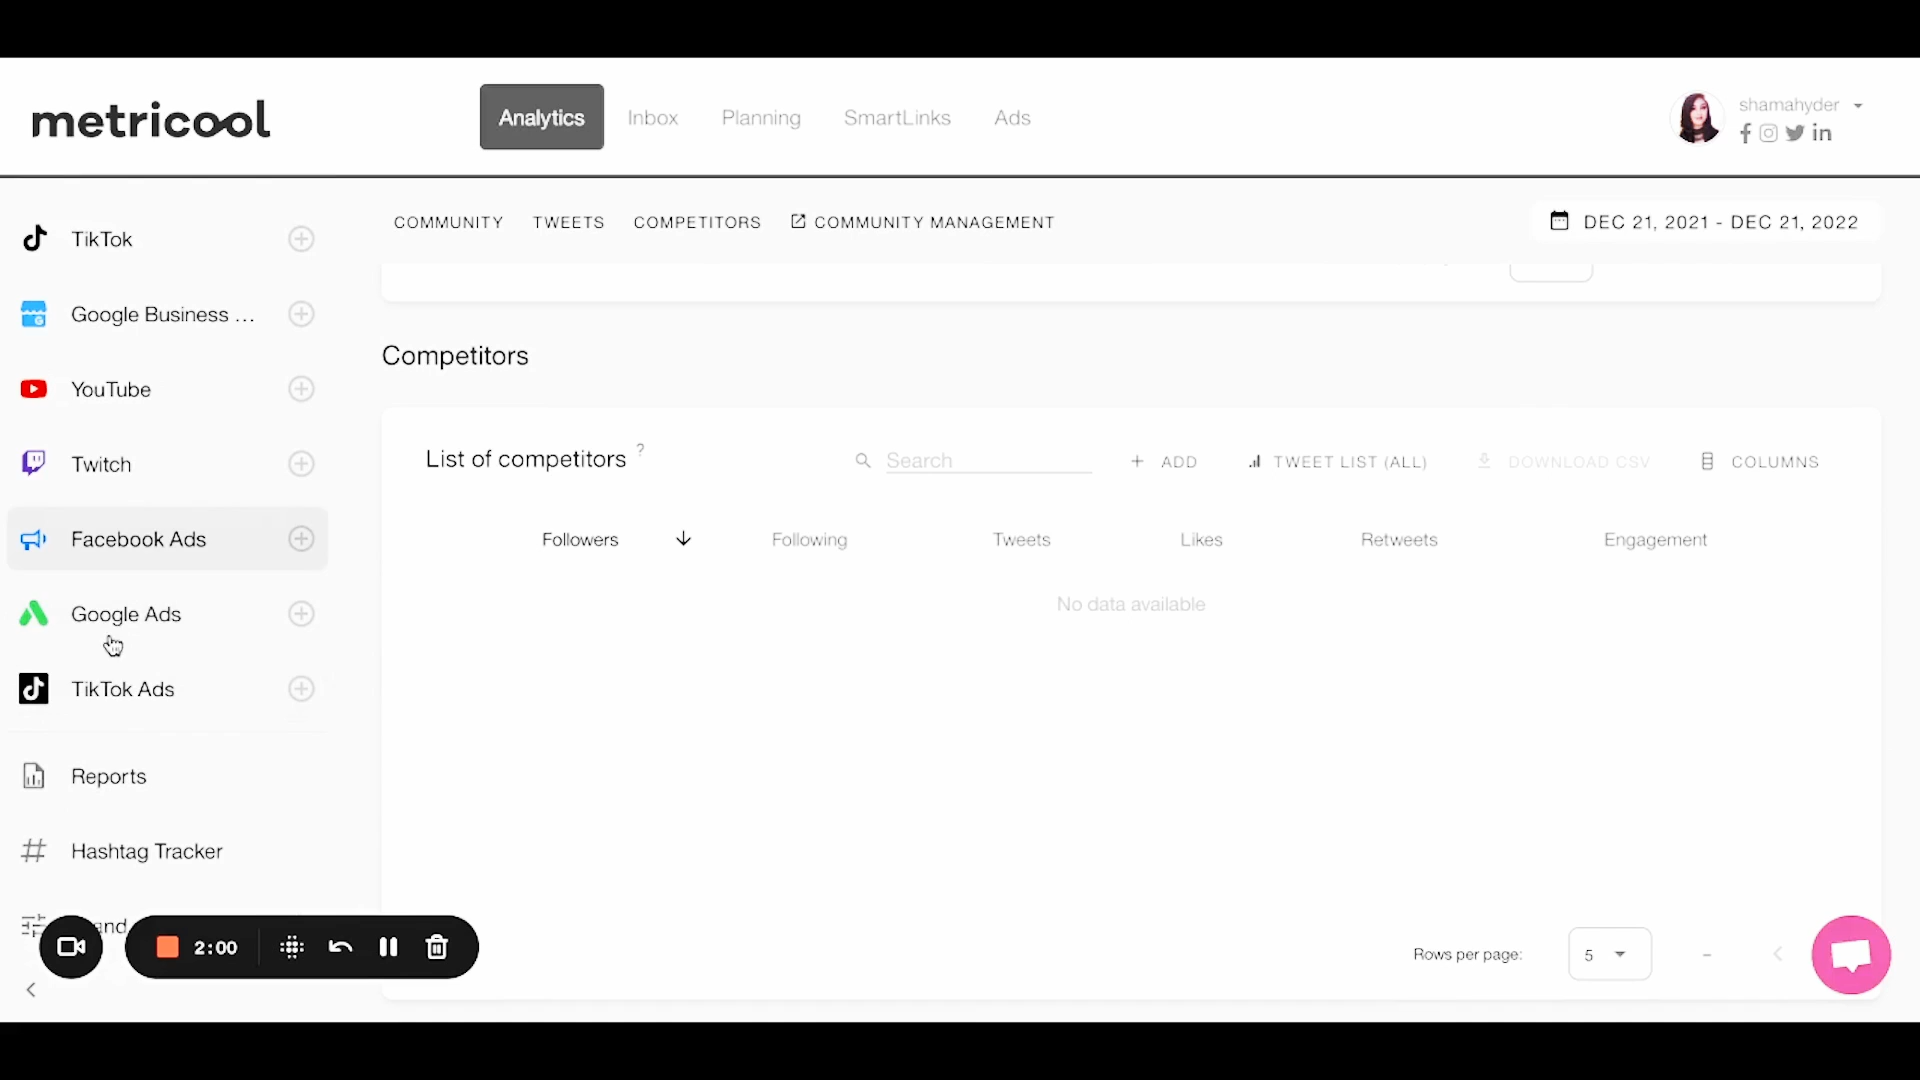 metricool
Analytics
Inbox
Planning
SmartLinks
Ads
shamahyder
TikTok
Google Business ...
YouTube
Twitch
Facebook Ads
Google Ads
TikTok Ads
Reports
Hashtag Tracker
2:00
COMMUNITY
TWEETS
COMPETITORS
COMMUNITY MANAGEMENT
DEC 21, 2021 - DEC 21, 2022
Competitors
List of competitors ?
Search
+ ADD
TWEET LIST (ALL)
DOWNLOAD CSV
COLUMNS
Followers
Following
Tweets
Likes
Retweets
Engagement
No data available
Rows per page:
5
–